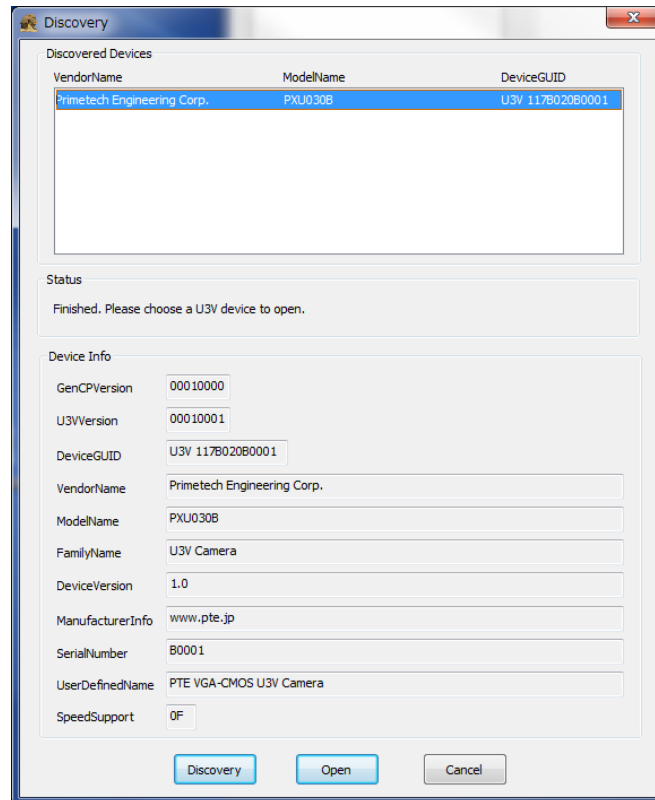 Discovery
Discovered Devices
VendorName ModelName DeviceGUID
Primetech Engineering Corp. PXU030B U3V 117B020B0001
Status
Finished. Please choose a U3V device to open.
Device Info
GenCPVersion 00010000
U3VVersion 00010001
DeviceGUID U3V 117B020B0001
VendorName Primetech Engineering Corp.
ModelName PXU030B
FamilyName U3V Camera
DeviceVersion 1.0
ManufacturerInfo www.pte.jp
SerialNumber B0001
UserDefinedName PTE VGA-CMOS U3V Camera
SpeedSupport 0F
Discovery Open Cancel